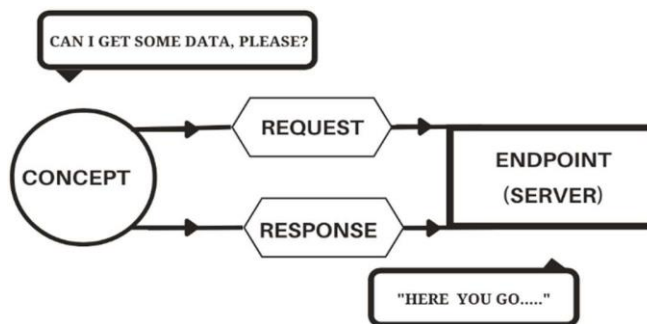 CAN I GET SOME DATA, PLEASE?
REQUEST
CONCEPT
ENDPOINT
(SERVER)
RESPONSE
"HERE YOU GO....."